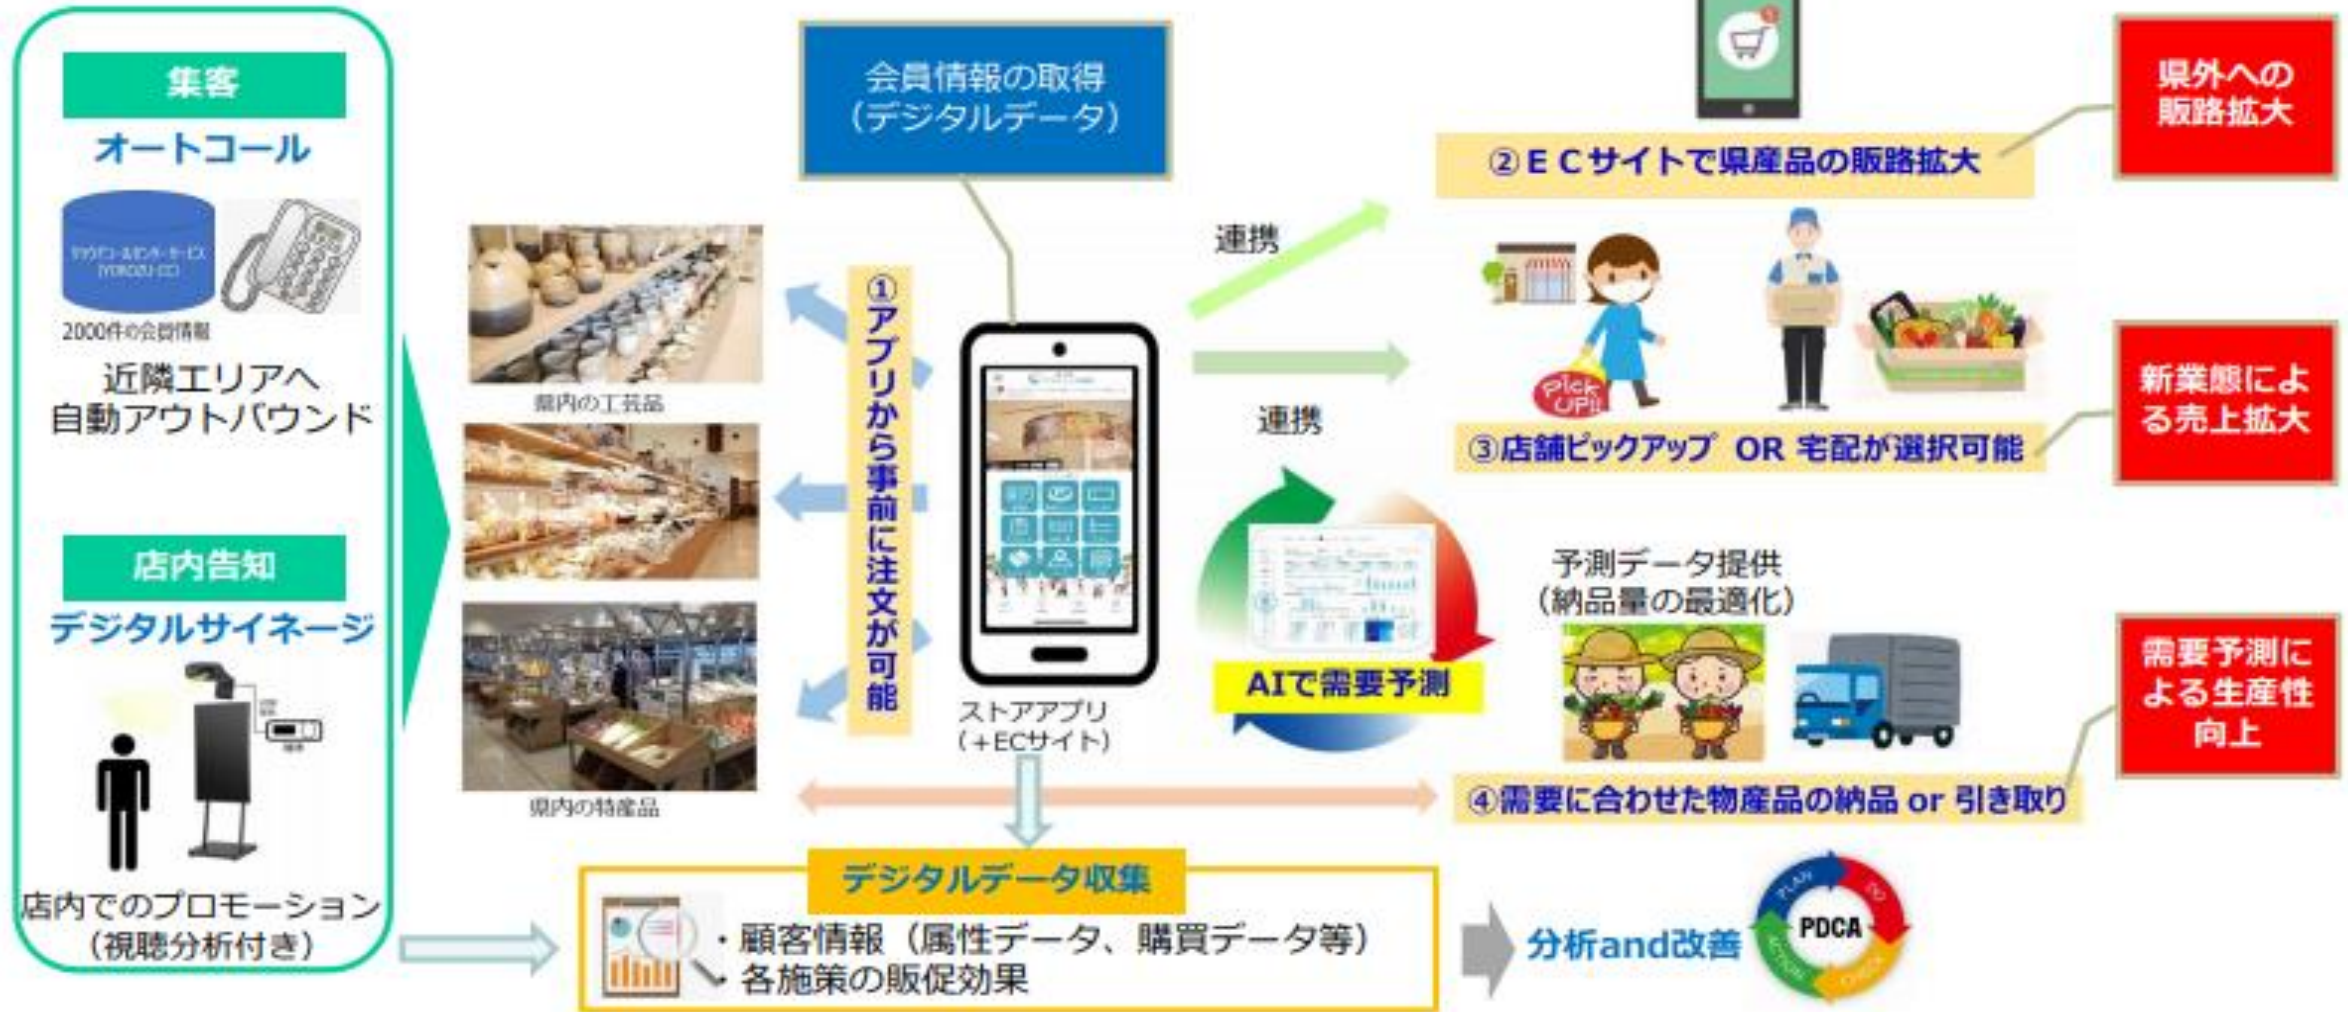 集客
オートコール
2000件の会員情報
近隣エリアへ
自動アウトバウンド
店内告知
デジタルサイネージ
店内でのプロモーション
(視聴分析付き)
会員情報の取得
(デジタルデータ)
県内の工芸品
県内の特産品
①アプリから事前に注文が可能
ストアアプリ
(+ECサイト)
連携
連携
②ECサイトで県産品の販路拡大
Pick
UP!!
③店舗ピックアップ OR 宅配が選択可能
AIで需要予測
予測データ提供
(納品量の最適化)
④需要に合わせた物産品の納品 or 引き取り
県外への
販路拡大
新業態によ
る売上拡大
需要予測に
よる生産性
向上
デジタルデータ収集
・顧客情報(属性データ、購買データ等)
・各施策の販促効果
分析and改善
PLAN
DO
PDCA
ACTION
CHECK